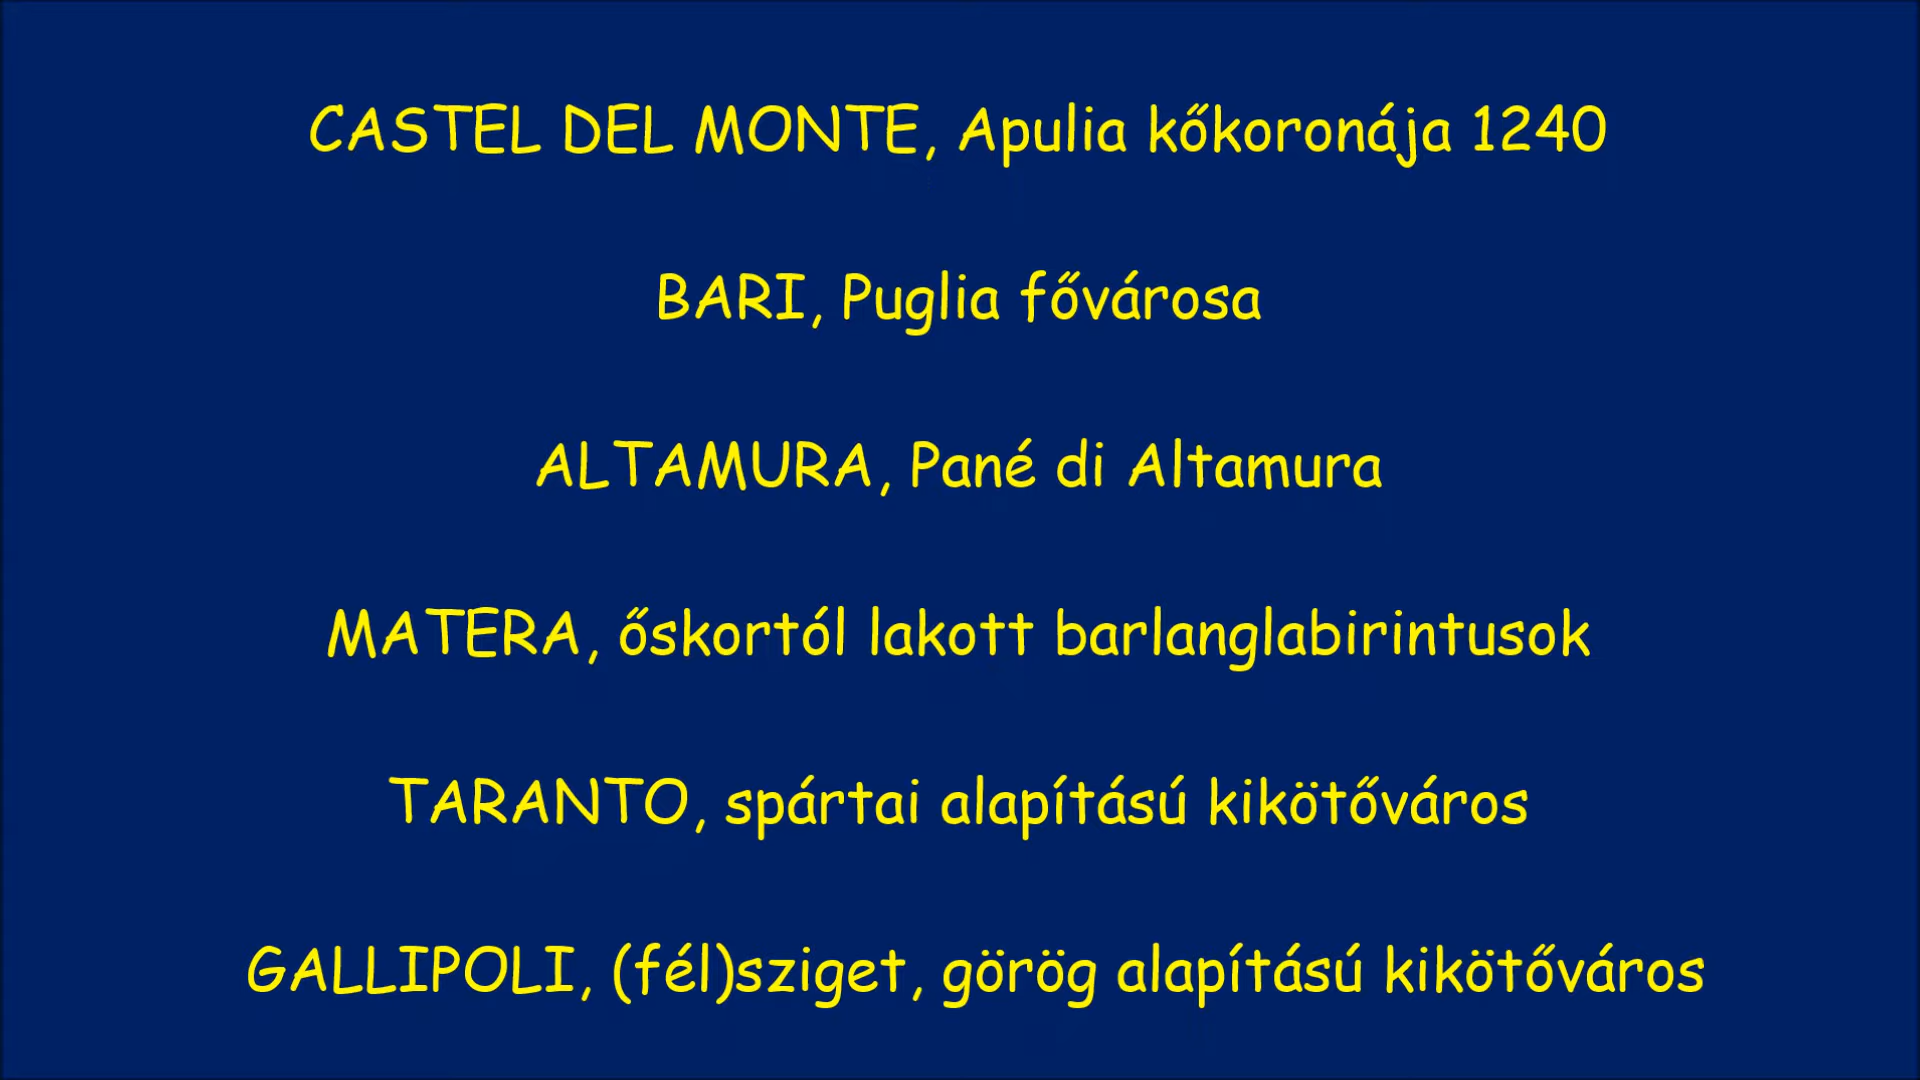 CASTEL DEL MONTE, Apulia kőkoronája 1240
BARI, Puglia fővárosa
ALTAMURA, Pané di Altamura
MATERA, őskortól lakott barlanglabirintusok
TARANTO, spártai alapítású kikötőváros
GALLIPOLI, (fél)sziget, görög alapítású kikötőváros